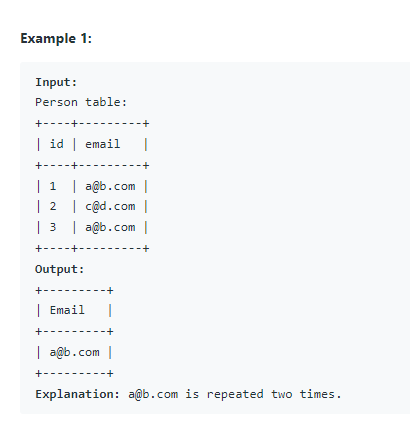 Example 1:
Input:
Person table:
+----+---------+
| id | email   |
+----+---------+
| 1  | a@b.com |
| 2  | c@d.com |
| 3  | a@b.com |
+----+---------+
Output:
+---------+
| Email   |
+---------+
| a@b.com |
+---------+
Explanation: a@b.com is repeated two times.